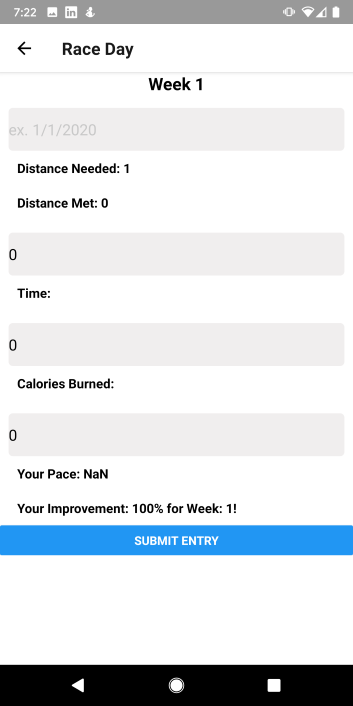 7:22
Race Day
Week 1
ex. 1/1/2020
Distance Needed: 1
Distance Met: 0
0
Time:
0
Calories Burned:
0
Your Pace: NaN
Your Improvement: 100% for Week: 1!
SUBMIT ENTRY